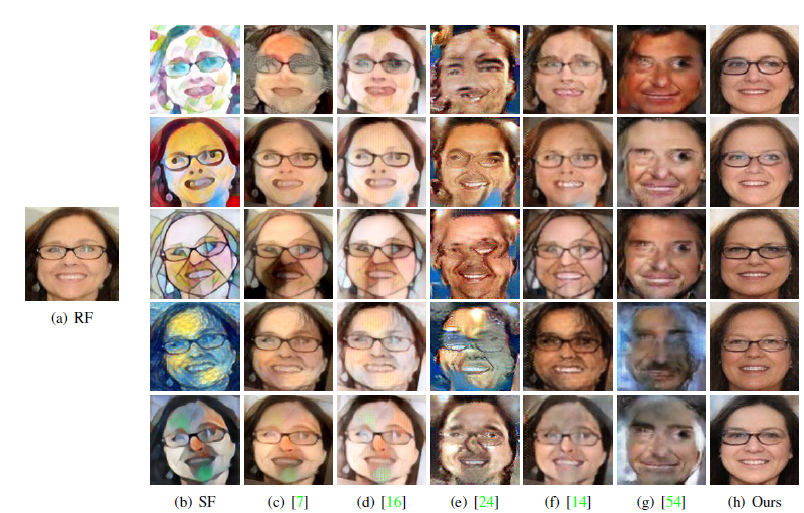 (a) RF
(b) SF
(c) [7]
(d) [16]
(e) [24]
(f) [14]
(g) [54]
(h) Ours